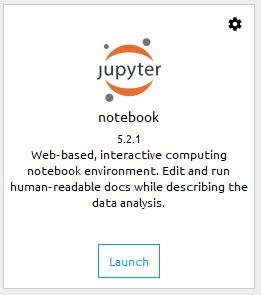 jupyter
notebook
5.2.1
Web-based, interactive computing
notebook environment. Edit and run
human-readable docs while describing the
data analysis.
Launch